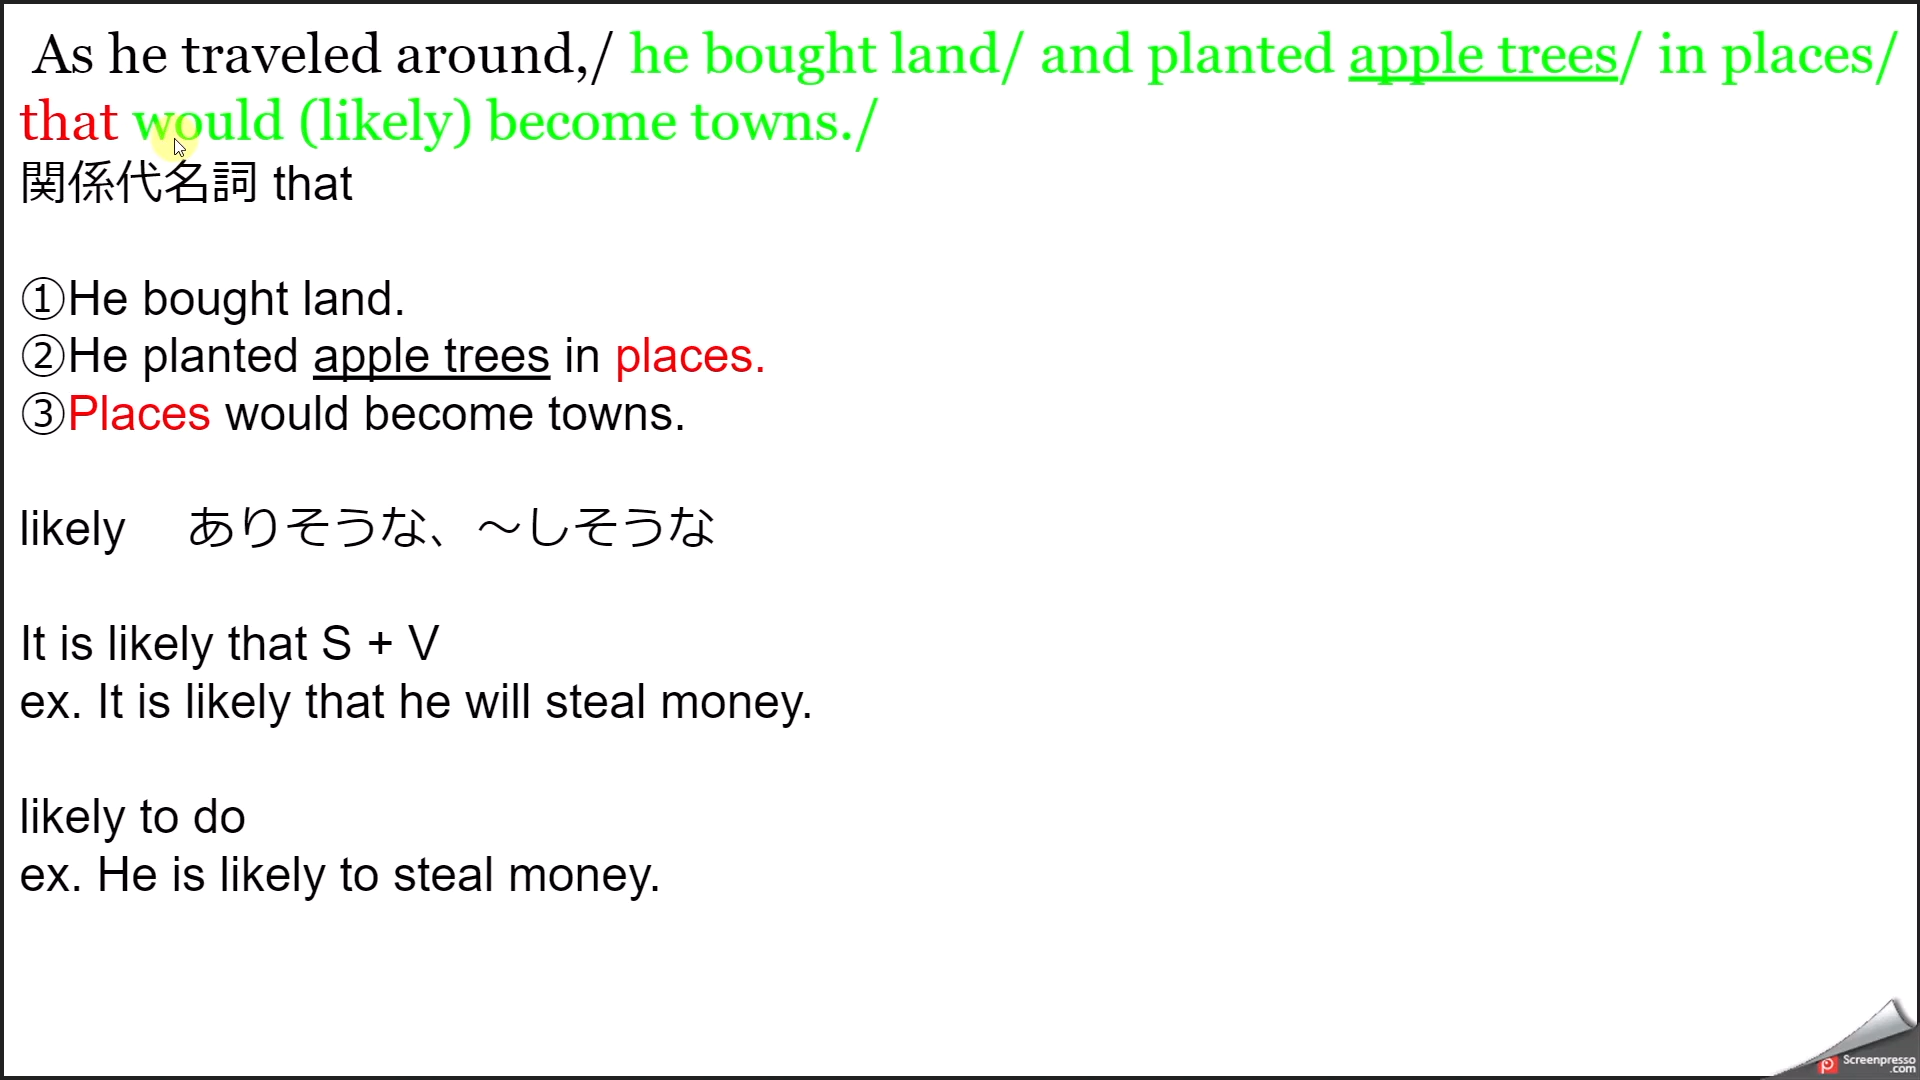 As he traveled around,/ he bought land/ and planted apple trees/ in places/
that would (likely) become towns./
関係代名詞 that
①He bought land.
②He planted apple trees in places.
③Places would become towns.
likely　ありそうな、～しそうな
It is likely that S + V
ex. It is likely that he will steal money.
likely to do
ex. He is likely to steal money.
Screenpresso
.com